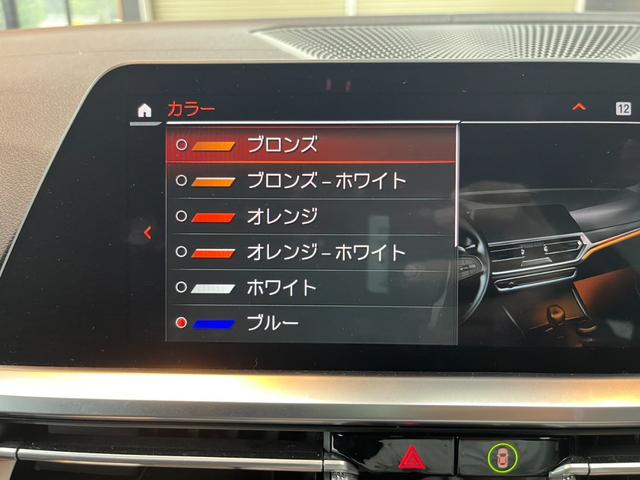 カラー
12
ブロンズ
ブロンズ−ホワイト
オレンジ
オレンジ−ホワイト
ホワイト
ブルー